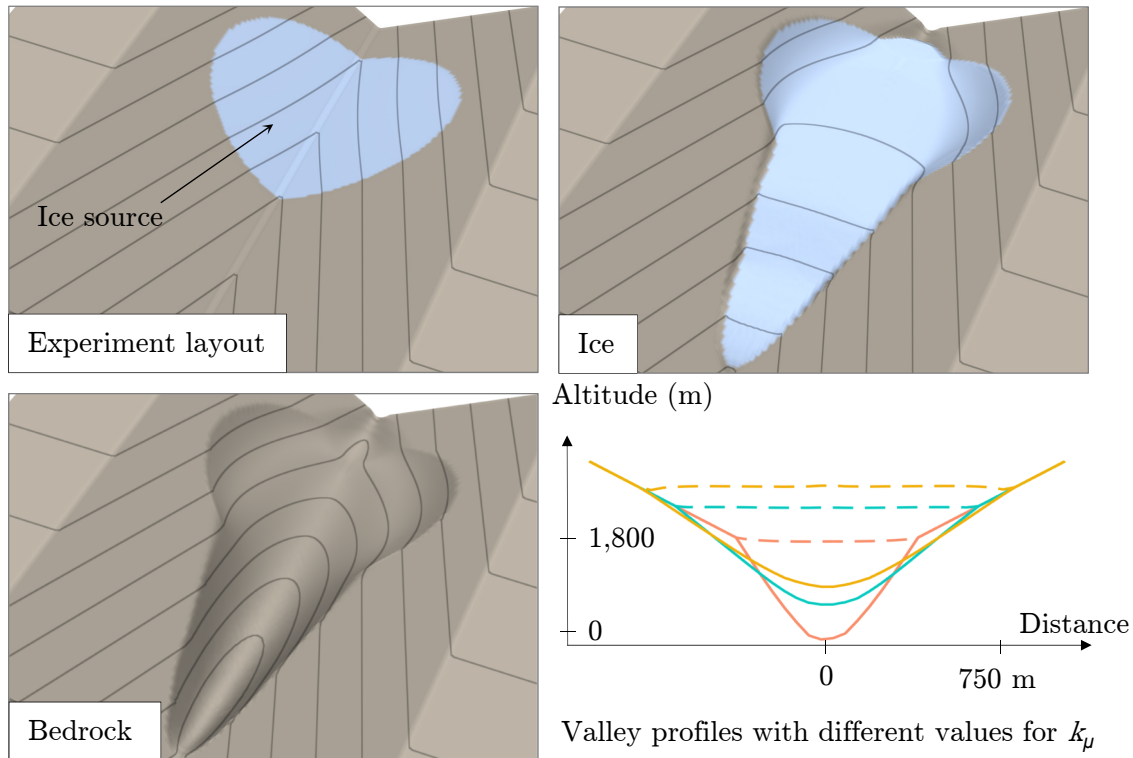 Ice source
Experiment layout
Ice
Bedrock
Altitude (m)
1,800
0
Distance
0
750 m
Valley profiles with different values for kμ